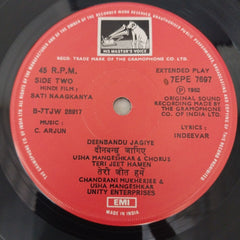 HIS MASTER'S VOICE
REGD. TRADE MARK OF THE GRAMOPHONE CO. LTD.
45 R.P.M.
SIDE TWO
(HINDI FILM)
SATI NAAGKANYA
B-7TJW 28917
MUSIC :
C. ARJUN
EXTENDED PLAY
7EPE 7697
℗ 1982
ORIGINAL SOUND
RECORDING MADE BY
THE GRAMOPHONE CO.
OF INDIA LTD.
LYRICS :
INDEEVAR
DEENBANDU JAGIYE
दीनबन्धु जागिए
USHA MANGESHKAR & CHORUS
TERI JEET HAMEN
तेरी जीत हमें
CHANDRANI MUKHERJEE &
USHA MANGESHKAR
UNITY ENTERPRISES
EMI
MADE IN INDIA